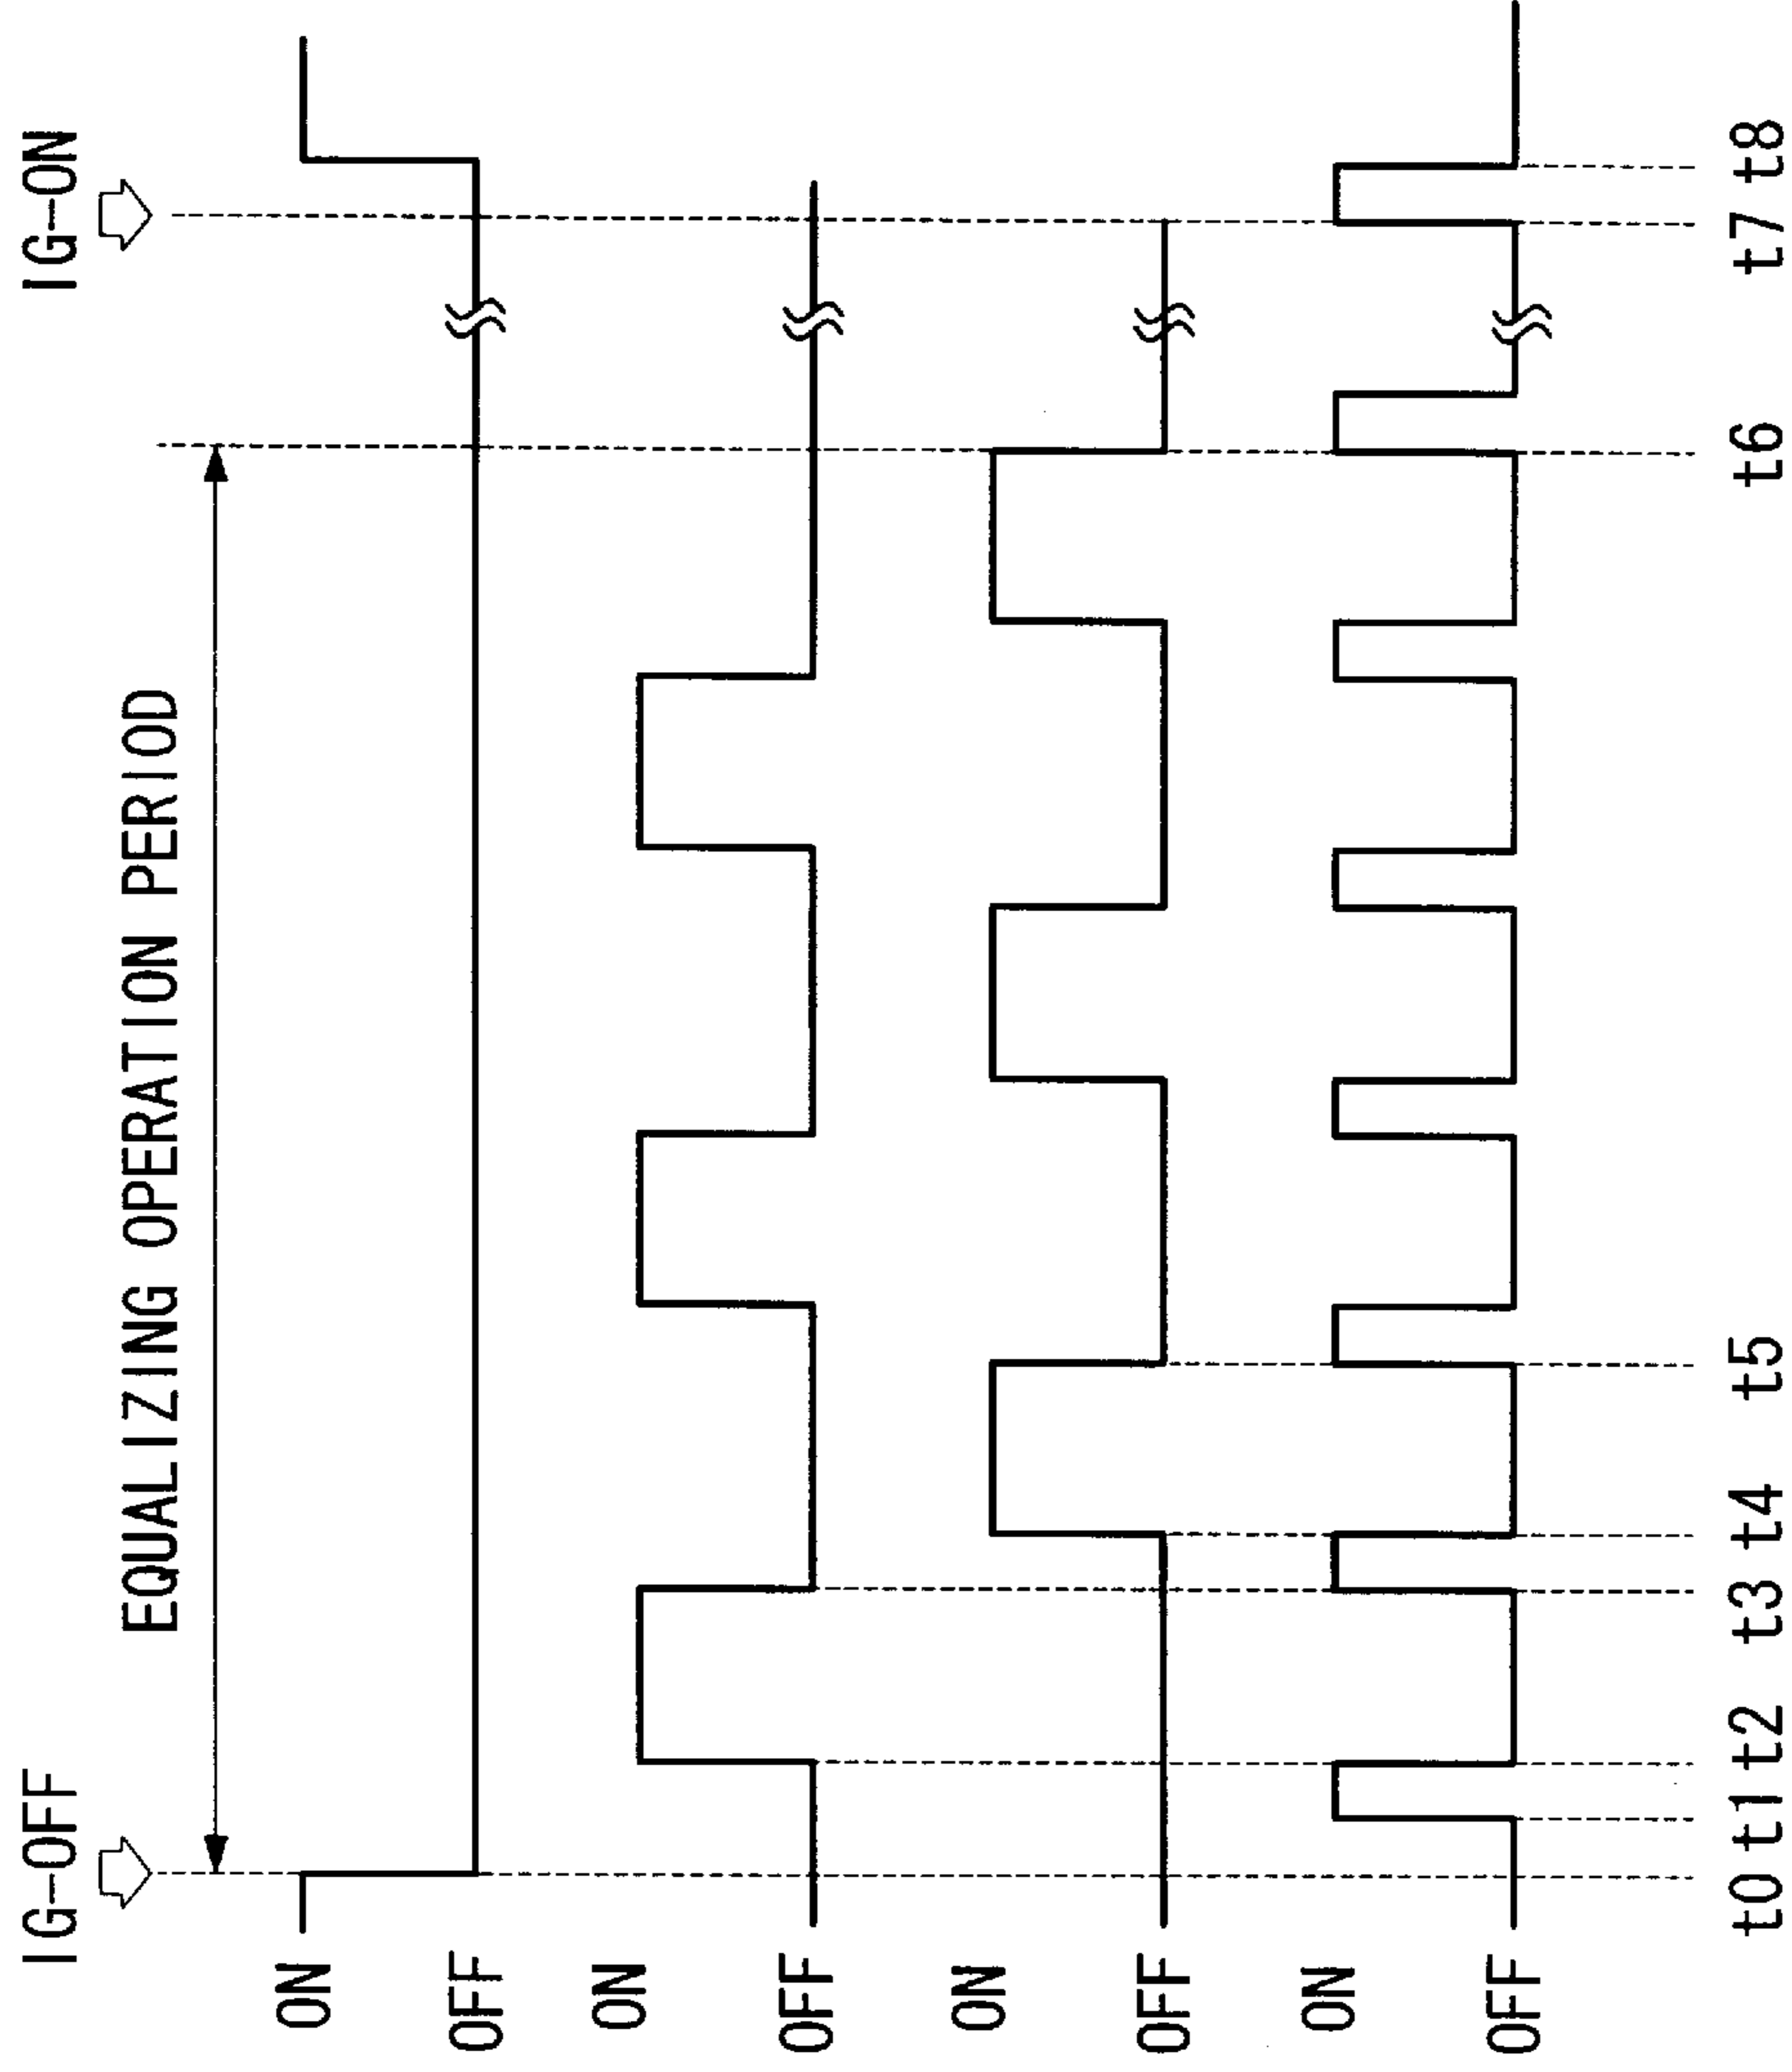 IG-OFF
IG-ON
EQUALIZING OPERATION PERIOD
ON
OFF
ON
OFF
ON
OFF
ON
OFF
t0 t1 t2 t3 t4 t5 t6 t7 t8